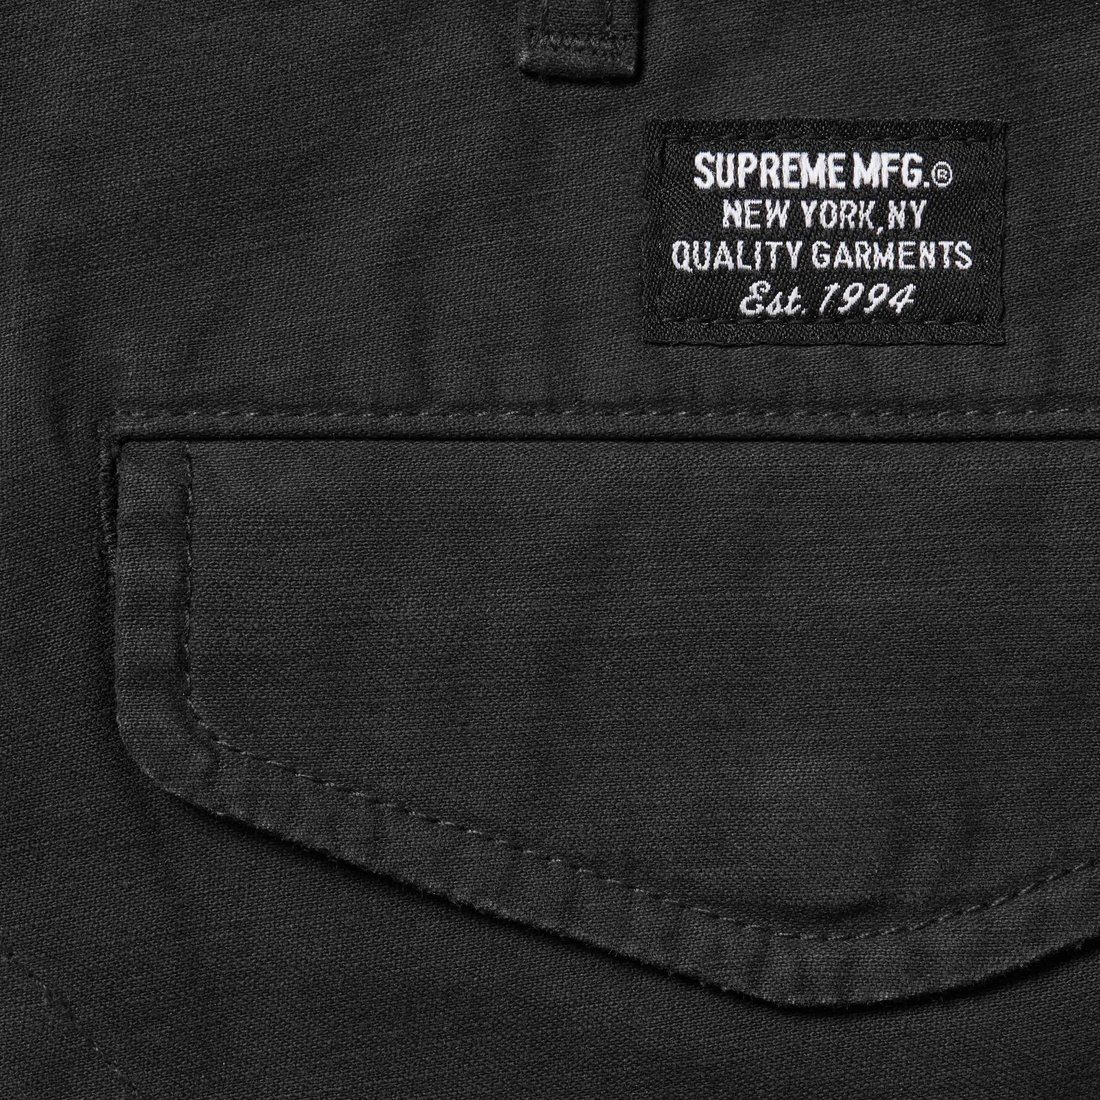 SUPREME MFG.®
NEW YORK, NY
QUALITY GARMENTS
Est. 1994